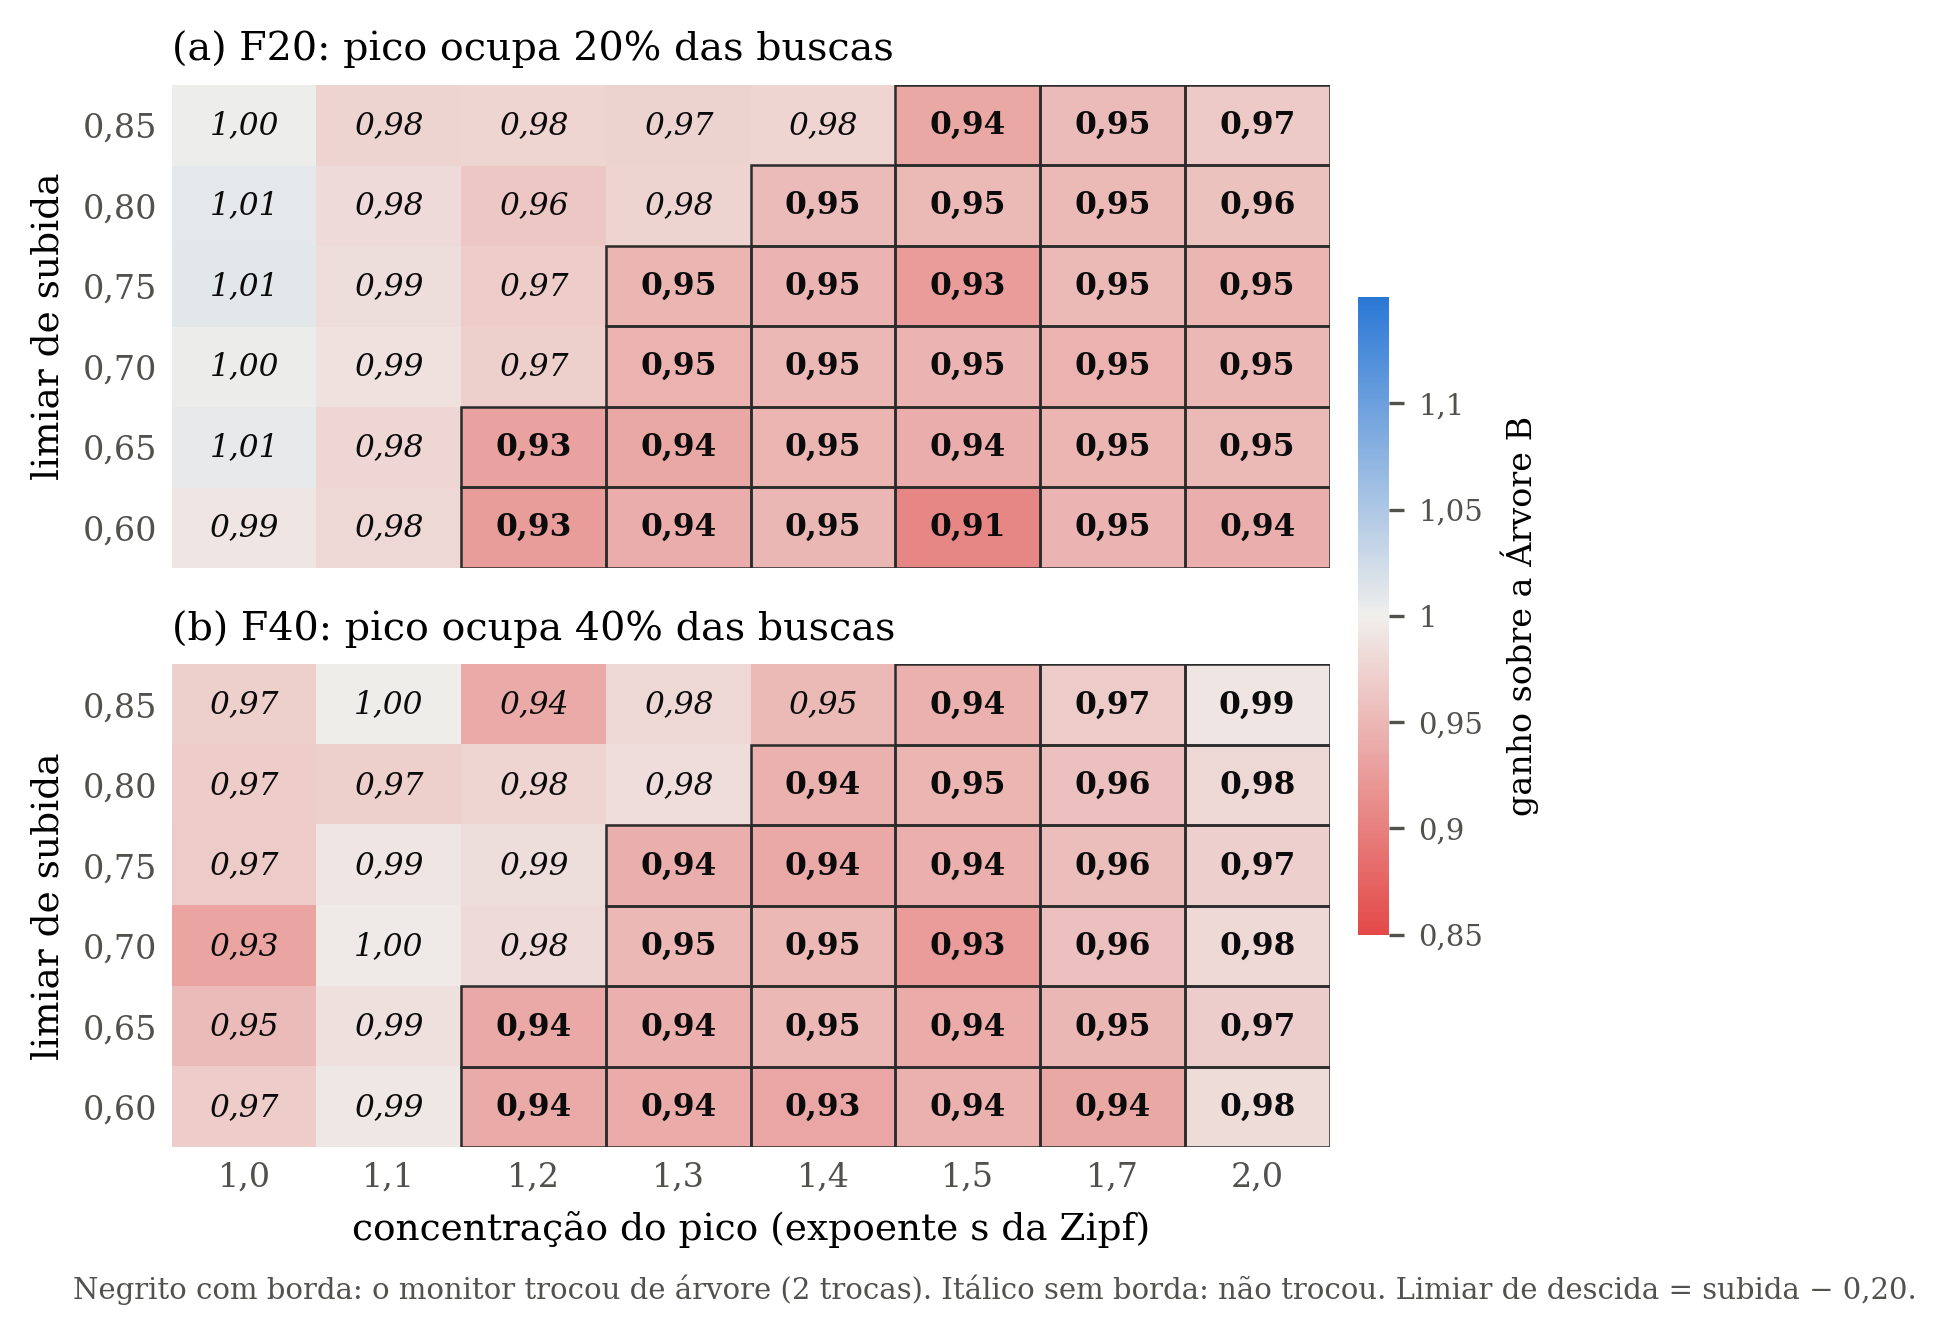 (a) F20: pico ocupa 20% das buscas
limiar de subida
0,85 1,00 0,98 0,98 0,97 0,98 0,94 0,95 0,97
0,80 1,01 0,98 0,96 0,98 0,95 0,95 0,95 0,96
0,75 1,01 0,99 0,97 0,95 0,95 0,93 0,95 0,95
0,70 1,00 0,99 0,97 0,95 0,95 0,95 0,95 0,95
0,65 1,01 0,98 0,93 0,94 0,95 0,94 0,95 0,95
0,60 0,99 0,98 0,93 0,94 0,95 0,91 0,95 0,94
(b) F40: pico ocupa 40% das buscas
limiar de subida
0,85 0,97 1,00 0,94 0,98 0,95 0,94 0,97 0,99
0,80 0,97 0,97 0,98 0,98 0,94 0,95 0,96 0,98
0,75 0,97 0,99 0,99 0,94 0,94 0,94 0,96 0,97
0,70 0,93 1,00 0,98 0,95 0,95 0,93 0,96 0,98
0,65 0,95 0,99 0,94 0,94 0,95 0,94 0,95 0,97
0,60 0,97 0,99 0,94 0,94 0,93 0,94 0,94 0,98
1,0 1,1 1,2 1,3 1,4 1,5 1,7 2,0
concentração do pico (expoente s da Zipf)
1,1
1,05
1
0,95
0,9
0,85
ganho sobre a Árvore B
Negrito com borda: o monitor trocou de árvore (2 trocas). Itálico sem borda: não trocou. Limiar de descida = subida − 0,20.